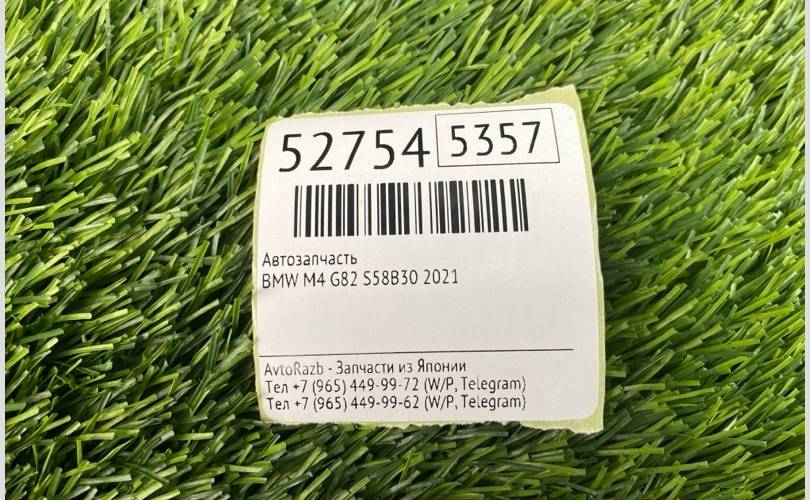 52754 5357
Автозапчасть
BMW M4 G82 S58B30 2021
AvtoRazb - Запчасти из Японии
Тел +7 (965) 449-99-72 (W/P, Telegram)
Тел +7 (965) 449-99-62 (W/P, Telegram)